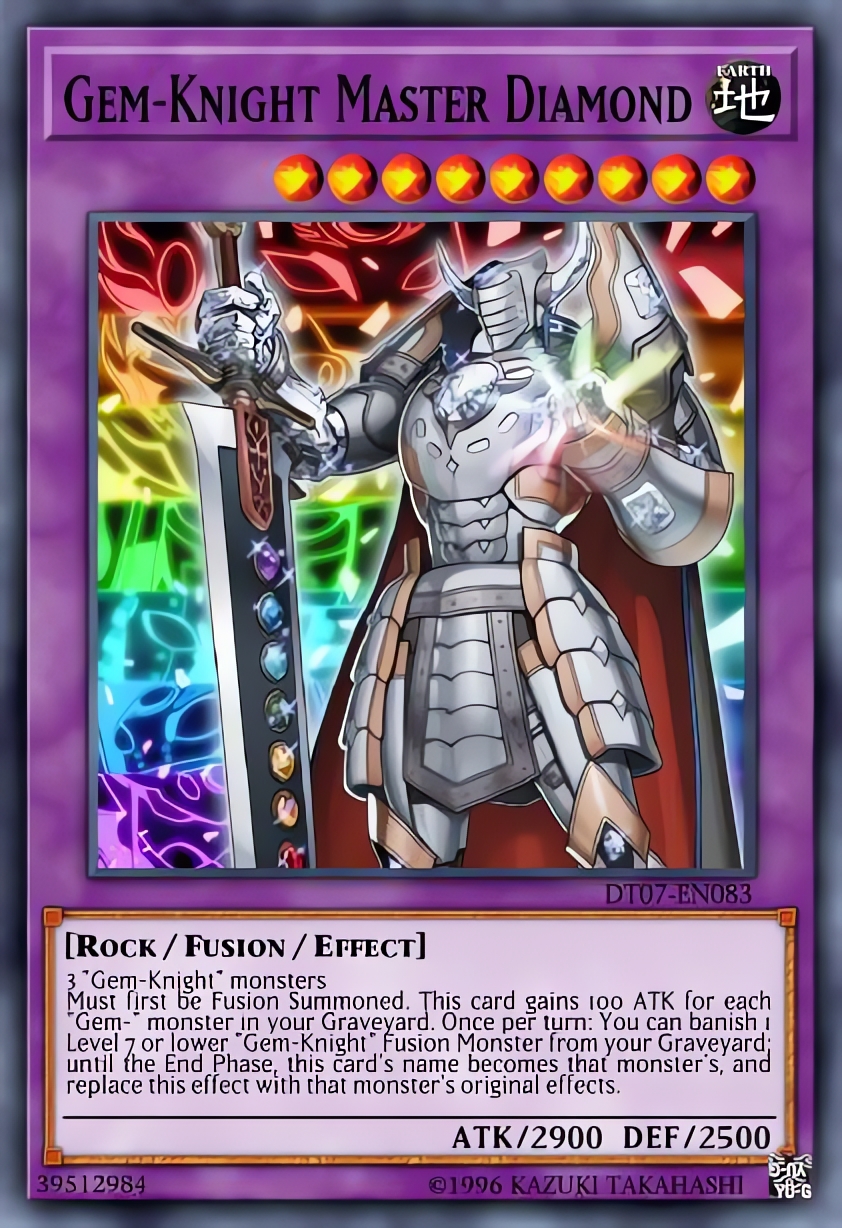 GEM-KNIGHT MASTER DIAMOND
EARTH
地
DT07-EN083
[ROCK / FUSION / EFFECT]
3 "Gem-Knight" monsters
Must first be Fusion Summoned. This card gains 100 ATK for each
"Gem-" monster in your Graveyard. Once per turn: You can banish 1
Level 7 or lower "Gem-Knight" Fusion Monster from your Graveyard;
until the End Phase, this card's name becomes that monster's, and
replace this effect with that monster's original effects.
ATK/2900 DEF/2500
39512984
©1996 KAZUKI TAKAHASHI